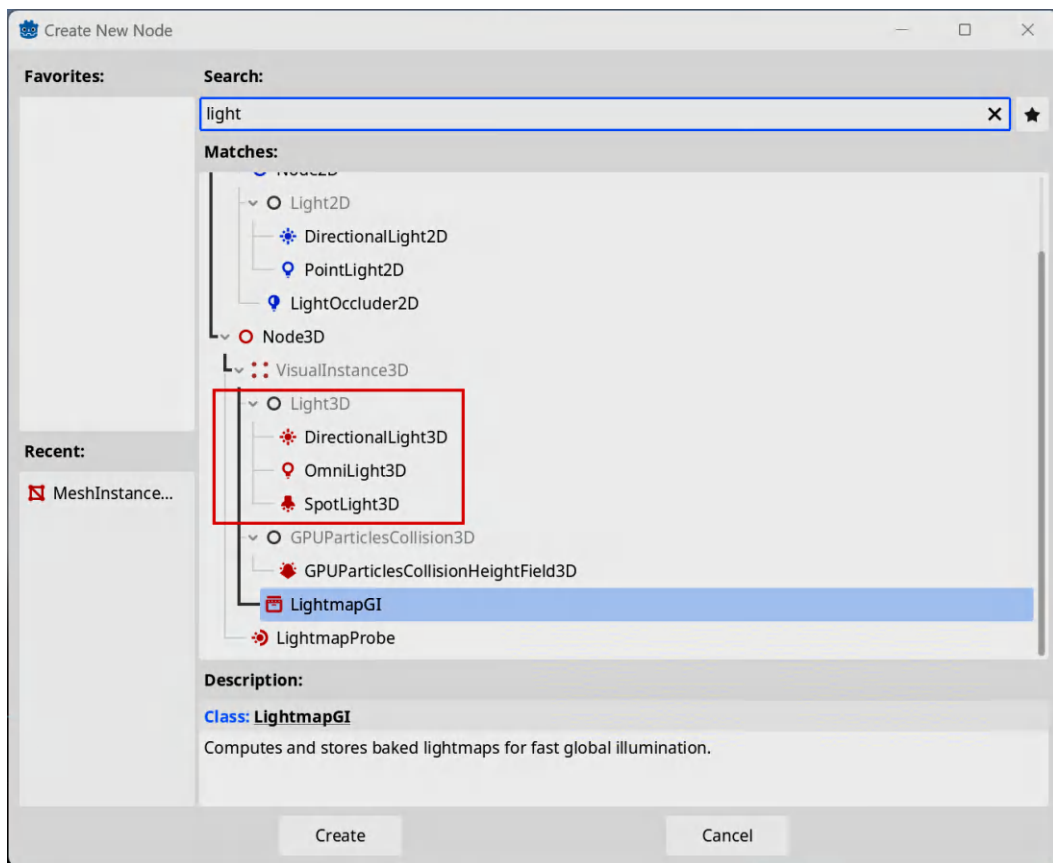 Create New Node
Favorites:
Search:
light
Matches:
Node2D
Light2D
DirectionalLight2D
PointLight2D
LightOccluder2D
Node3D
VisualInstance3D
Light3D
DirectionalLight3D
OmniLight3D
SpotLight3D
GPUParticlesCollision3D
GPUParticlesCollisionHeightField3D
LightmapGI
LightmapProbe
Recent:
MeshInstance...
Description:
Class: LightmapGI
Computes and stores baked lightmaps for fast global illumination.
Create
Cancel